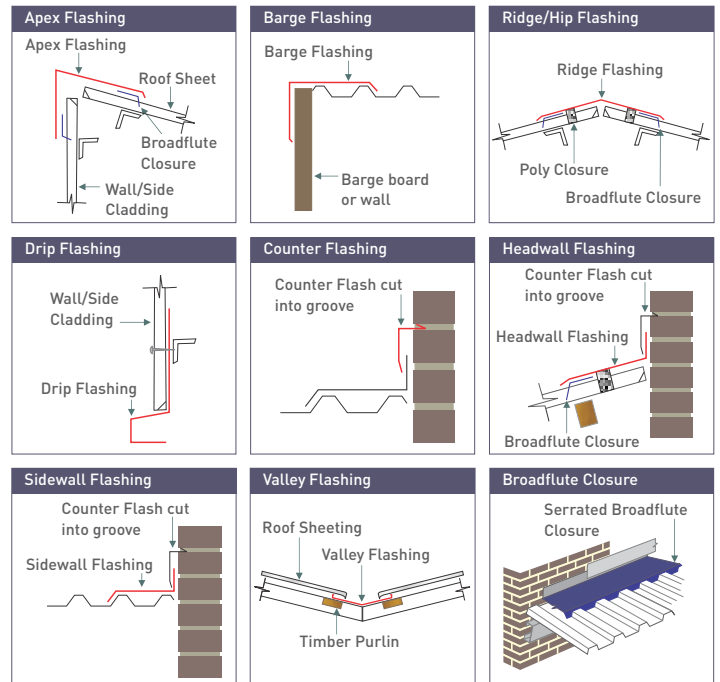 Apex Flashing
Apex Flashing
Roof Sheet
Broadflute
Closure
Wall/Side
Cladding
Barge Flashing
Barge Flashing
Barge board
or wall
Ridge/Hip Flashing
Ridge Flashing
Poly Closure
Broadflute Closure
Drip Flashing
Wall/Side
Cladding
Drip Flashing
Counter Flashing
Counter Flash cut
into groove
Headwall Flashing
Counter Flash cut
into groove
Headwall Flashing
Broadflute Closure
Sidewall Flashing
Counter Flash cut
into groove
Sidewall Flashing
Valley Flashing
Roof Sheeting
Valley Flashing
Timber Purlin
Broadflute Closure
Serrated Broadflute
Closure